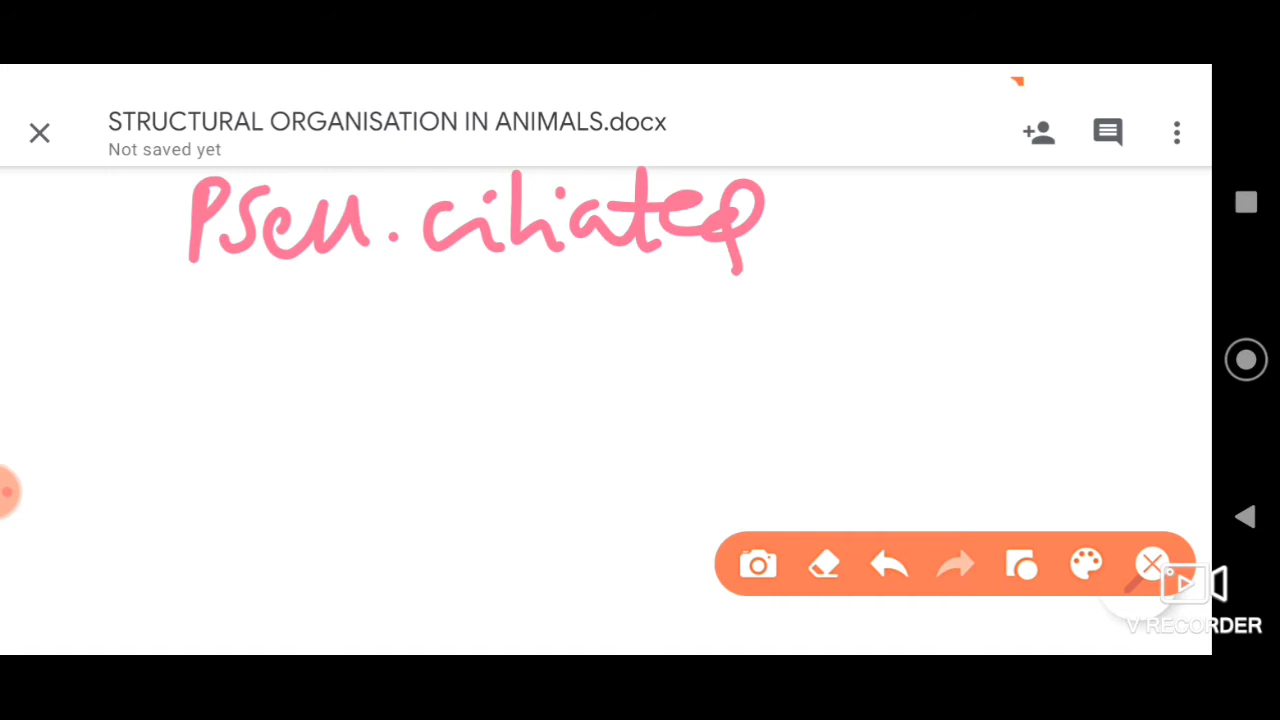 STRUCTURAL ORGANISATION IN ANIMALS.docx
Not saved yet
Pseu. ciliated
V RECORDER